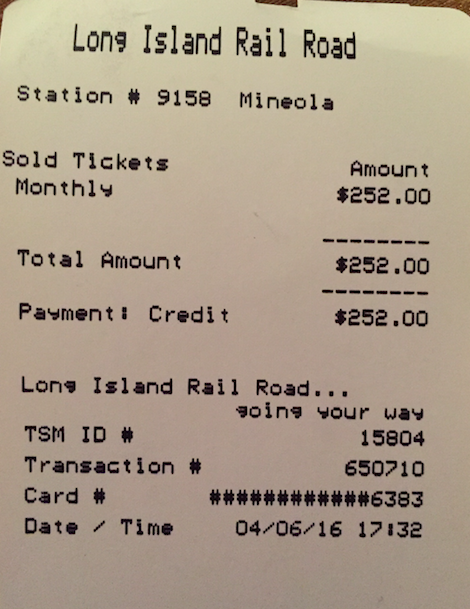 Long Island Rail Road
Station # 9158 Mineola
Sold Tickets Amount
Monthly $252.00
--------
Total Amount $252.00
--------
Payment: Credit $252.00
Long Island Rail Road...
going your way
TSM ID # 15804
Transaction # 650710
Card # ############6383
Date / Time 04/06/16 17:32